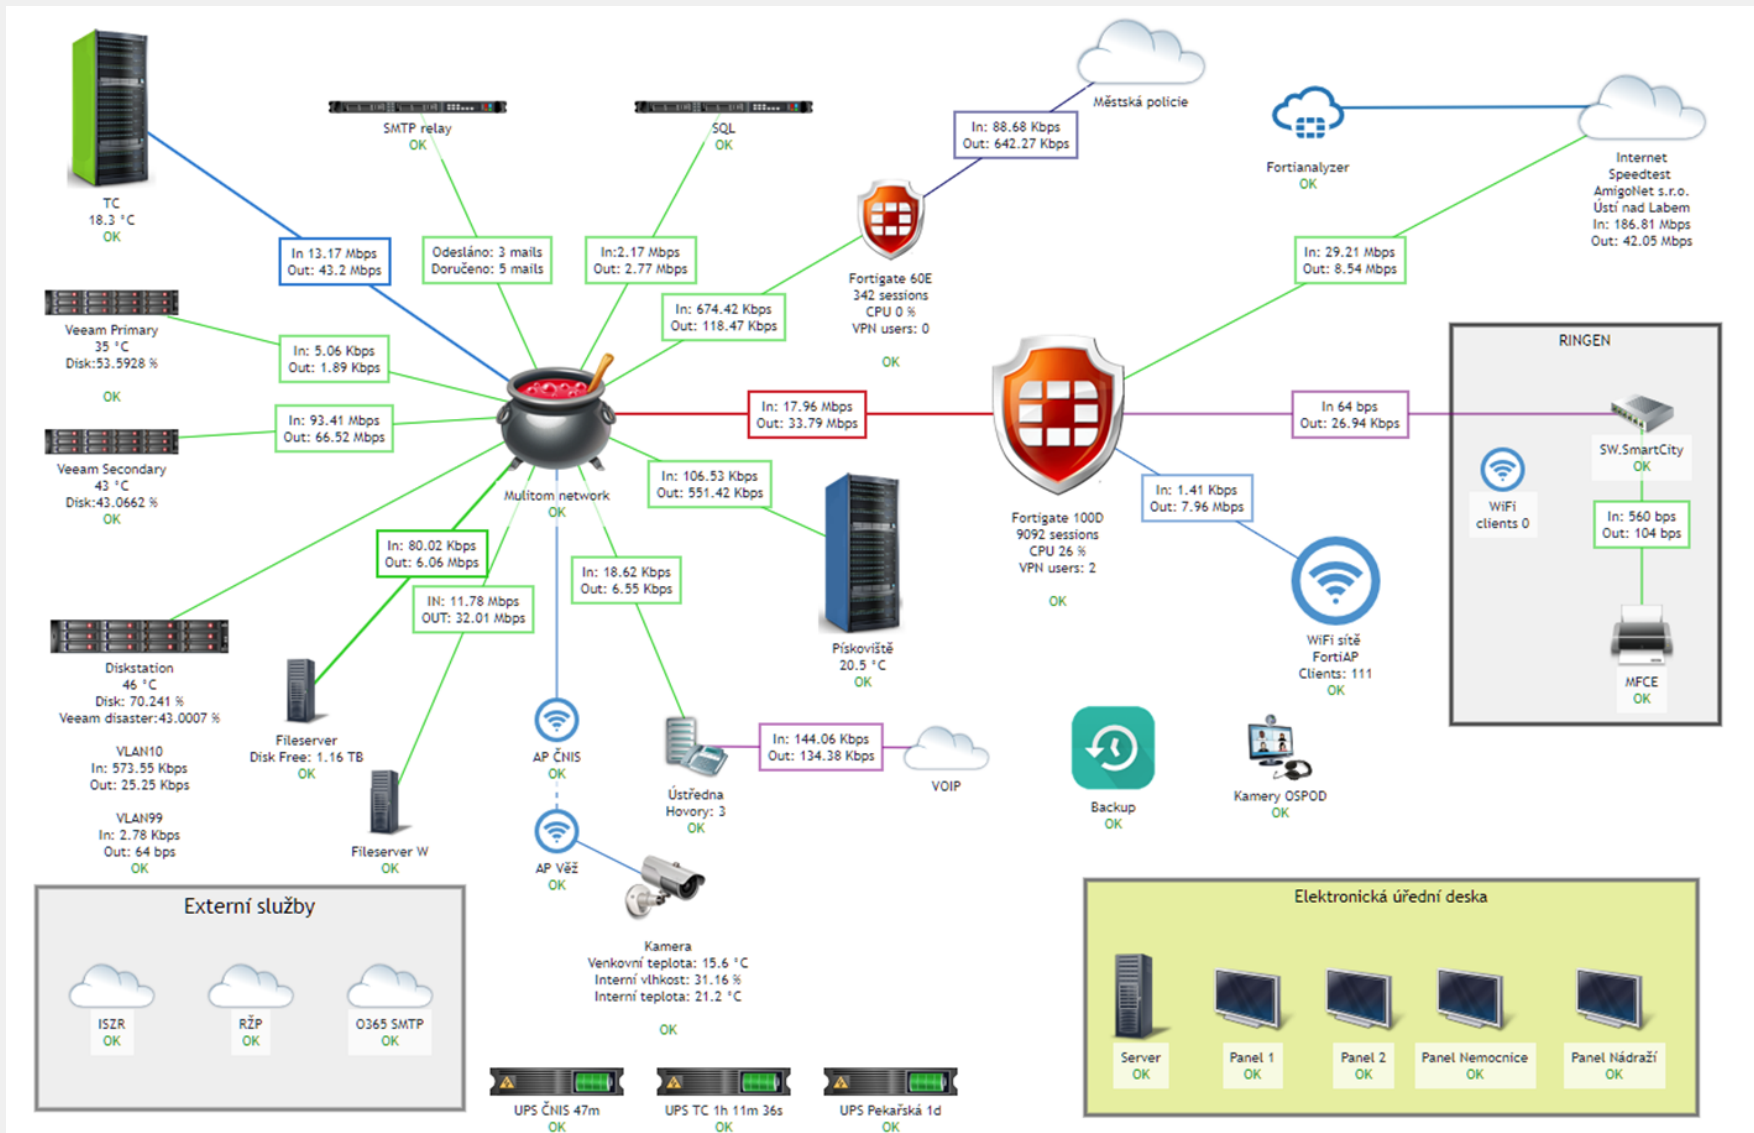 Městská policie
SMTP relay
OK
SQL
OK
In: 88.68 Kbps
Out: 642.27 Kbps
Fortianalyzer
OK
Internet
Speedtest
AmigoNet s.r.o.
Ústí nad Labem
In: 186.81 Mbps
Out: 42.05 Mbps
TC
18.3 °C
OK
In 13.17 Mbps
Out: 43.2 Mbps
Odesláno: 3 mails
Doručeno: 5 mails
In:2.17 Mbps
Out: 2.77 Mbps
In: 674.42 Kbps
Out: 118.47 Kbps
Fortigate 60E
342 sessions
CPU 0 %
VPN users: 0
OK
In: 29.21 Mbps
Out: 8.54 Mbps
Veeam Primary
35 °C
Disk:53.5928 %
OK
In: 5.06 Kbps
Out: 1.89 Kbps
In: 93.41 Mbps
Out: 66.52 Mbps
Veeam Secondary
43 °C
Disk:43.0662 %
OK
Mulitom network
OK
In: 17.96 Mbps
Out: 33.79 Mbps
In: 106.53 Kbps
Out: 551.42 Kbps
Fortigate 100D
9092 sessions
CPU 26 %
VPN users: 2
OK
In 64 bps
Out: 26.94 Kbps
In: 1.41 Kbps
Out: 7.96 Mbps
RINGEN
SW.SmartCity
OK
WiFi
clients 0
In: 560 bps
Out: 104 bps
MFCE
OK
In: 80.02 Kbps
Out: 6.06 Mbps
IN: 11.78 Mbps
OUT: 32.01 Mbps
In: 18.62 Kbps
Out: 6.55 Kbps
Pískoviště
20.5 °C
OK
WiFi sítě
FortiAP
Clients: 111
OK
Diskstation
46 °C
Disk: 70.241 %
Veeam disaster:43.0007 %
VLAN10
In: 573.55 Kbps
Out: 25.25 Kbps
VLAN99
In: 2.78 Kbps
Out: 64 bps
OK
Fileserver
Disk Free: 1.16 TB
OK
Fileserver W
OK
AP ČNIS
OK
AP Věž
OK
Ústředna
Hovory: 3
OK
In: 144.06 Kbps
Out: 134.38 Kbps
VOIP
Backup
OK
Kamery OSPOD
OK
Kamera
Venkovní teplota: 15.6 °C
Interní vlhkost: 31.16 %
Interní teplota: 21.2 °C
OK
Externí služby
ISZR
OK
RŽP
OK
O365 SMTP
OK
UPS ČNIS 47m
OK
UPS TC 1h 11m 36s
OK
UPS Pekařská 1d
OK
Elektronická úřední deska
Server
OK
Panel 1
OK
Panel 2
OK
Panel Nemocnice
OK
Panel Nádraží
OK